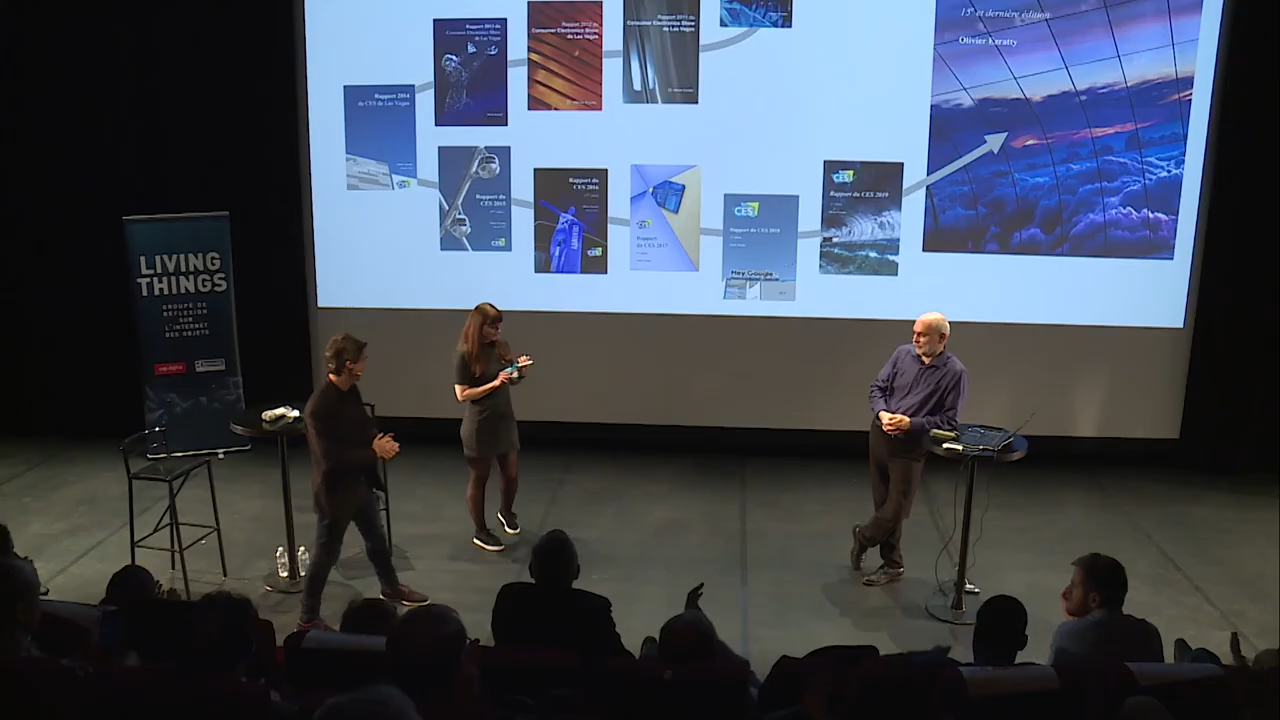 15e et dernière édition
Olivier Ezratty
Rapport 2013 du
Consumer Electronics Show
de Las Vegas
Rapport 2012 du
Consumer Electronics Show
de Las Vegas
Rapport 2011 du
Consumer Electronics Show
de Las Vegas
Rapport 2014
du CES de Las Vegas
Rapport du
CES 2015
Rapport du
CES 2016
Rapport
du CES 2017
CES
Rapport du CES 2018
Hey Google
CES
Rapport du CES 2019
LIVING
THINGS
GROUPE DE
RÉFLEXION
SUR
L'INTERNET
DES OBJETS
cap digital